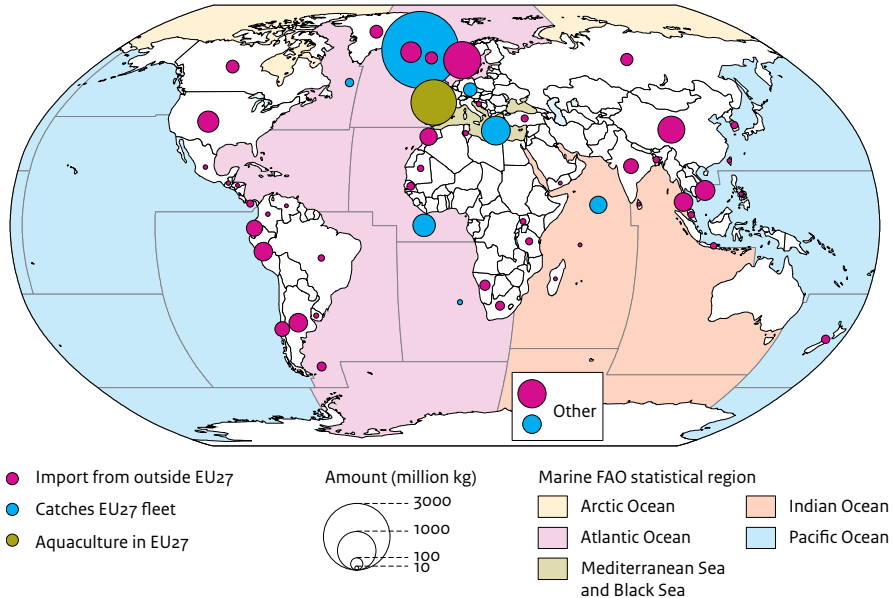 Other
Import from outside EU27
Catches EU27 fleet
Aquaculture in EU27
Amount (million kg)
3000
1000
100
10
Marine FAO statistical region
Arctic Ocean
Atlantic Ocean
Mediterranean Sea
and Black Sea
Indian Ocean
Pacific Ocean